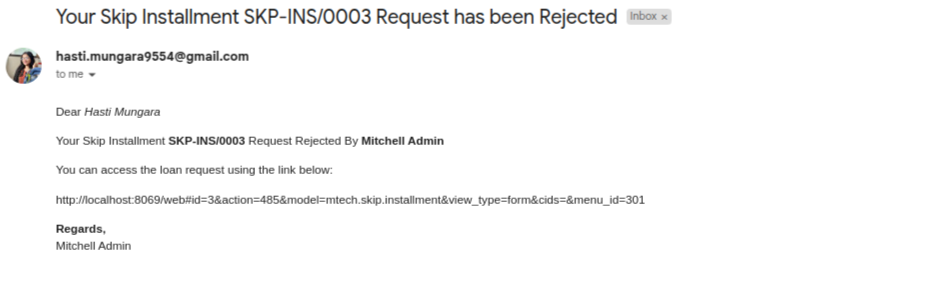 Your Skip Installment SKP-INS/0003 Request has been Rejected Inbox ×
hasti.mungara9554@gmail.com
to me
Dear Hasti Mungara
Your Skip Installment SKP-INS/0003 Request Rejected By Mitchell Admin
You can access the loan request using the link below:
http://localhost:8069/web#id=3&action=485&model=mtech.skip.installment&view_type=form&cids=&menu_id=301
Regards,
Mitchell Admin